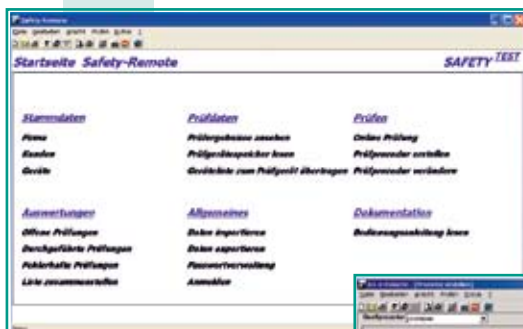 Safety-Remote
Startseite Safety-Remote
SAFETY TEST
Stammdaten
Firma
Kunden
Geräte
Prüfdaten
Prüfergebnisse ansehen
Prüfgerätespeicher lesen
Geräteliste zum Prüfgerät übertragen
Prüfen
Online Prüfung
Prüfprozedur erstellen
Prüfprozedur verändern
Auswertungen
Offene Prüfungen
Durchgeführte Prüfungen
Fehlerhafte Prüfungen
Liste zusammenstellen
Allgemeines
Daten importieren
Daten exportieren
Passwortverwaltung
Anmelden
Dokumentation
Bedienungsanleitung lesen